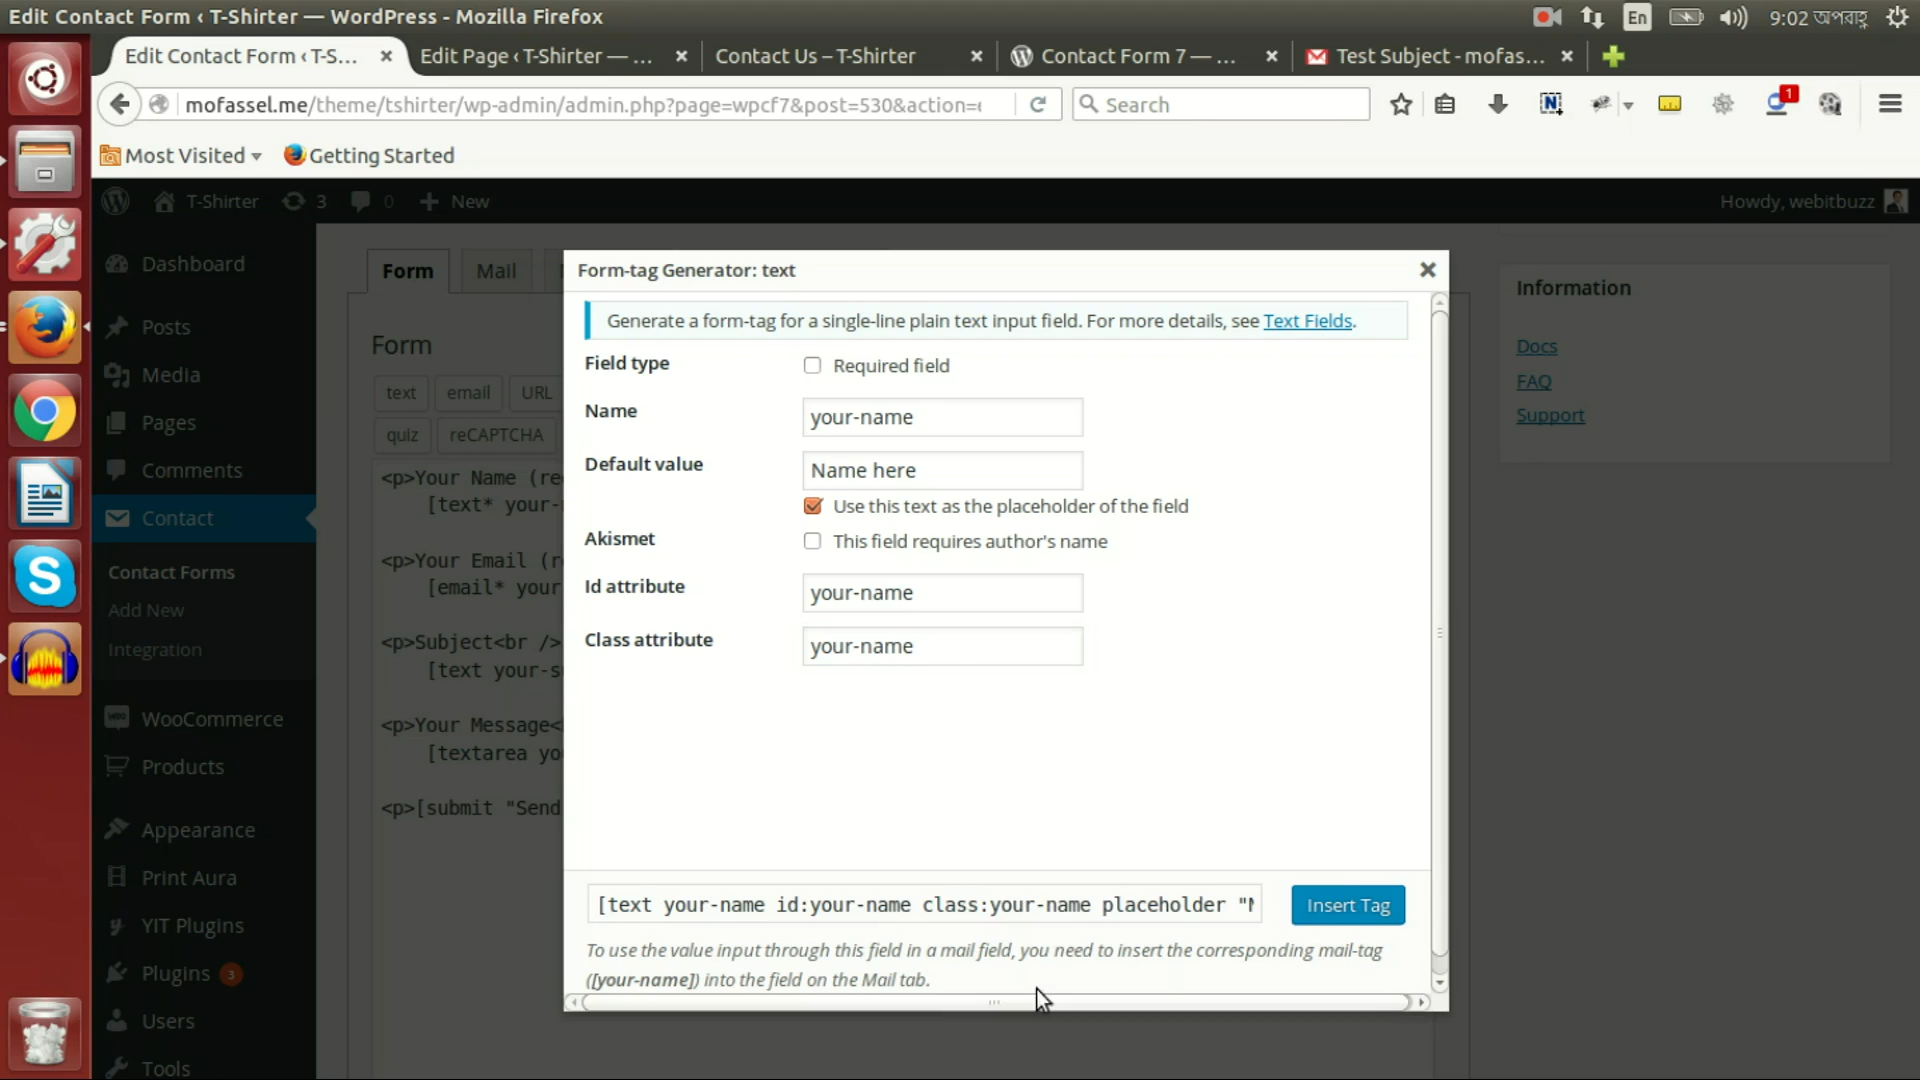 Edit Contact Form ‹ T-Shirter — WordPress - Mozilla Firefox
En
9:02 অপরাহ্ণ
Edit Contact Form ‹ T-S...
Edit Page ‹ T-Shirter — ...
Contact Us – T-Shirter
Contact Form 7 — ...
Test Subject - mofas...
mofassel.me/theme/tshirter/wp-admin/admin.php?page=wpcf7&post=530&action=
Search
1
Most Visited
Getting Started
T-Shirter
3
0
New
Howdy, webitbuzz
Dashboard
Posts
Media
Pages
Comments
Contact
Contact Forms
Add New
Integration
WooCommerce
Products
Appearance
Print Aura
YIT Plugins
Plugins 3
Users
Tools
Form
Mail
Form
text
email
URL
quiz
reCAPTCHA
<p>Your Name (re
[text* your-
<p>Your Email (r
[email* your
<p>Subject<br />
[text your-s
<p>Your Message<
[textarea yo
<p>[submit "Send
Form-tag Generator: text
Generate a form-tag for a single-line plain text input field. For more details, see Text Fields.
Field type
Required field
Name
your-name
Default value
Name here
Use this text as the placeholder of the field
Akismet
This field requires author's name
Id attribute
your-name
Class attribute
your-name
[text your-name id:your-name class:your-name placeholder "N
Insert Tag
To use the value input through this field in a mail field, you need to insert the corresponding mail-tag
([your-name]) into the field on the Mail tab.
Information
Docs
FAQ
Support